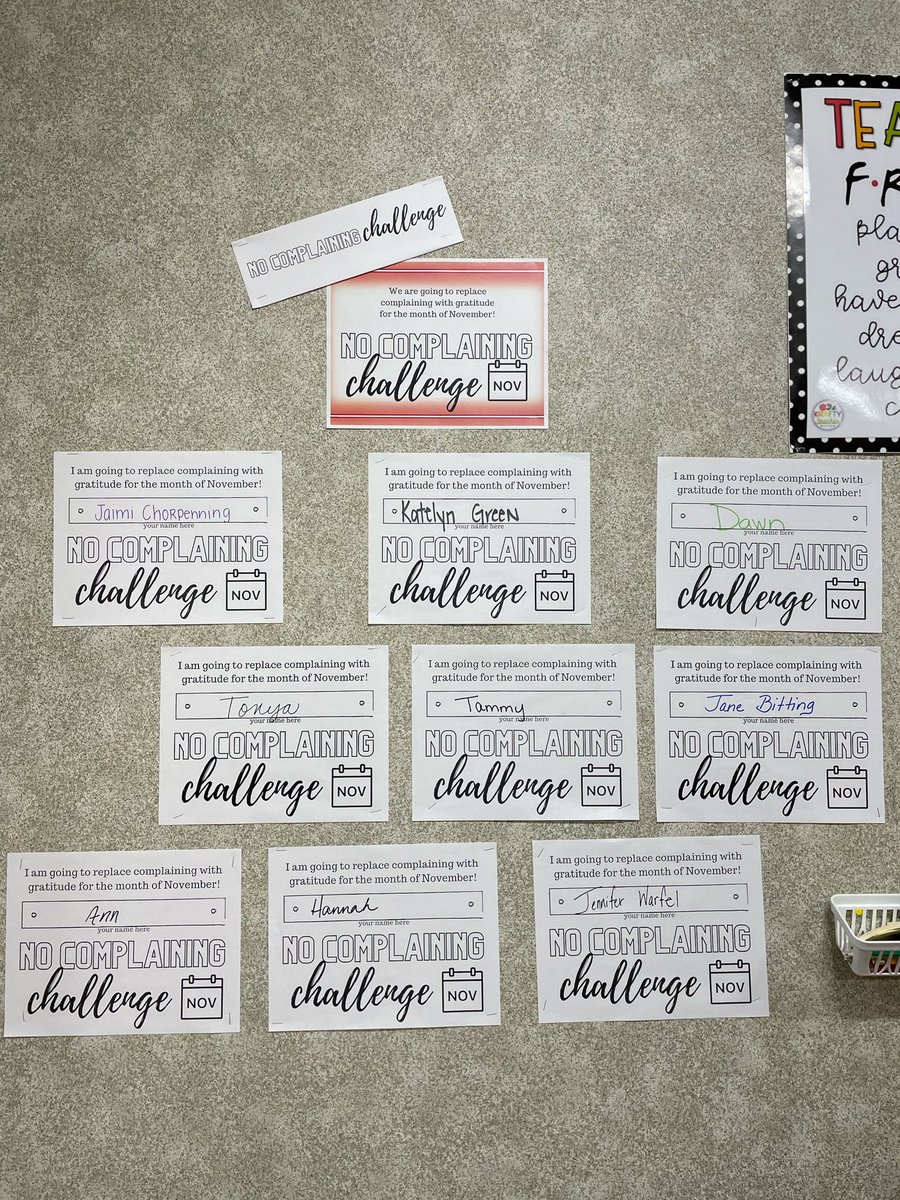 NO COMPLAINING challenge
We are going to replace
complaining with gratitude
for the month of November!
NO COMPLAINING
challenge NOV
TEA
F•R
pla
gr
have
dre
laug
c
CRAFTY
Teacher
I am going to replace complaining with
gratitude for the month of November!
Jaimi Chorpenning
your name here
NO COMPLAINING
challenge NOV
I am going to replace complaining with
gratitude for the month of November!
Katelyn Green
your name here
NO COMPLAINING
challenge NOV
I am going to replace complaining with
gratitude for the month of November!
Dawn
your name here
NO COMPLAINING
challenge NOV
I am going to replace complaining with
gratitude for the month of November!
Tonya
your name here
NO COMPLAINING
challenge NOV
I am going to replace complaining with
gratitude for the month of November!
Tammy
your name here
NO COMPLAINING
challenge NOV
I am going to replace complaining with
gratitude for the month of November!
Jane Bitting
your name here
NO COMPLAINING
challenge NOV
I am going to replace complaining with
gratitude for the month of November!
Ann
your name here
NO COMPLAINING
challenge NOV
I am going to replace complaining with
gratitude for the month of November!
Hannah
your name here
NO COMPLAINING
challenge NOV
I am going to replace complaining with
gratitude for the month of November!
Jennifer Warfel
your name here
NO COMPLAINING
challenge NOV